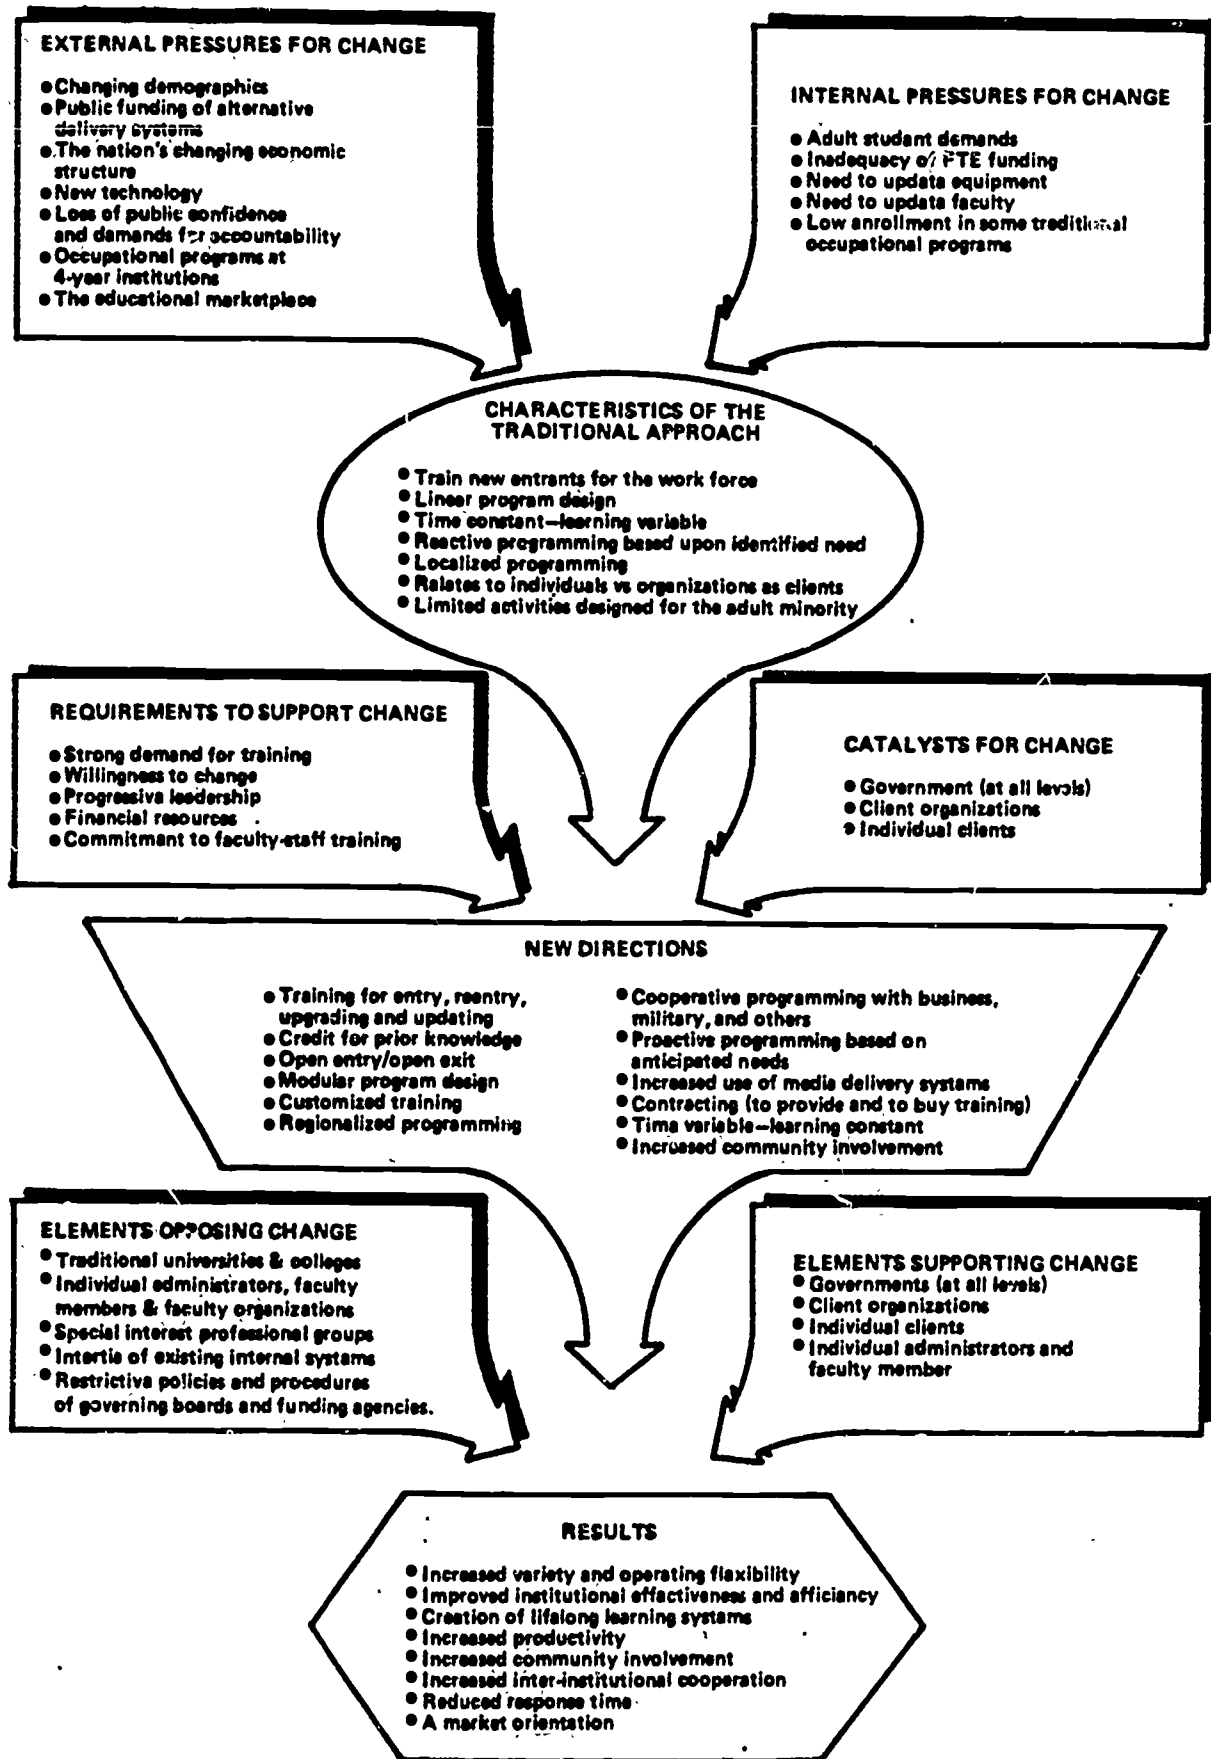 EXTERNAL PRESSURES FOR CHANGE
● Changing demographics
● Public funding of alternative
delivery systems
● The nation's changing economic
structure
● New technology
● Loss of public confidence
and demands for accountability
● Occupational programs at
4-year institutions
● The educational marketplace
INTERNAL PRESSURES FOR CHANGE
● Adult student demands
● Inadequacy of FTE funding
● Need to update equipment
● Need to update faculty
● Low enrollment in some traditional
occupational programs
CHARACTERISTICS OF THE
TRADITIONAL APPROACH
● Train new entrants for the work force
● Linear program design
● Time constant—learning variable
● Reactive programming based upon identified need
● Localized programming
● Relates to individuals vs organizations as clients
● Limited activities designed for the adult minority
REQUIREMENTS TO SUPPORT CHANGE
● Strong demand for training
● Willingness to change
● Progressive leadership
● Financial resources
● Commitment to faculty-staff training
CATALYSTS FOR CHANGE
● Government (at all levels)
● Client organizations
● Individual clients
NEW DIRECTIONS
● Training for entry, reentry,
upgrading and updating
● Credit for prior knowledge
● Open entry/open exit
● Modular program design
● Customized training
● Regionalized programming
● Cooperative programming with business,
military, and others
● Proactive programming based on
anticipated needs
● Increased use of media delivery systems
● Contracting (to provide and to buy training)
● Time variable—learning constant
● Increased community involvement
ELEMENTS OPPOSING CHANGE
● Traditional universities & colleges
● Individual administrators, faculty
members & faculty organizations
● Special interest professional groups
● Intertie of existing internal systems
● Restrictive policies and procedures
of governing boards and funding agencies.
ELEMENTS SUPPORTING CHANGE
● Governments (at all levels)
● Client organizations
● Individual clients
● Individual administrators and
faculty member
RESULTS
● Increased variety and operating flexibility
● Improved institutional effectiveness and efficiency
● Creation of lifelong learning systems
● Increased productivity
● Increased community involvement
● Increased inter-institutional cooperation
● Reduced response time
● A market orientation